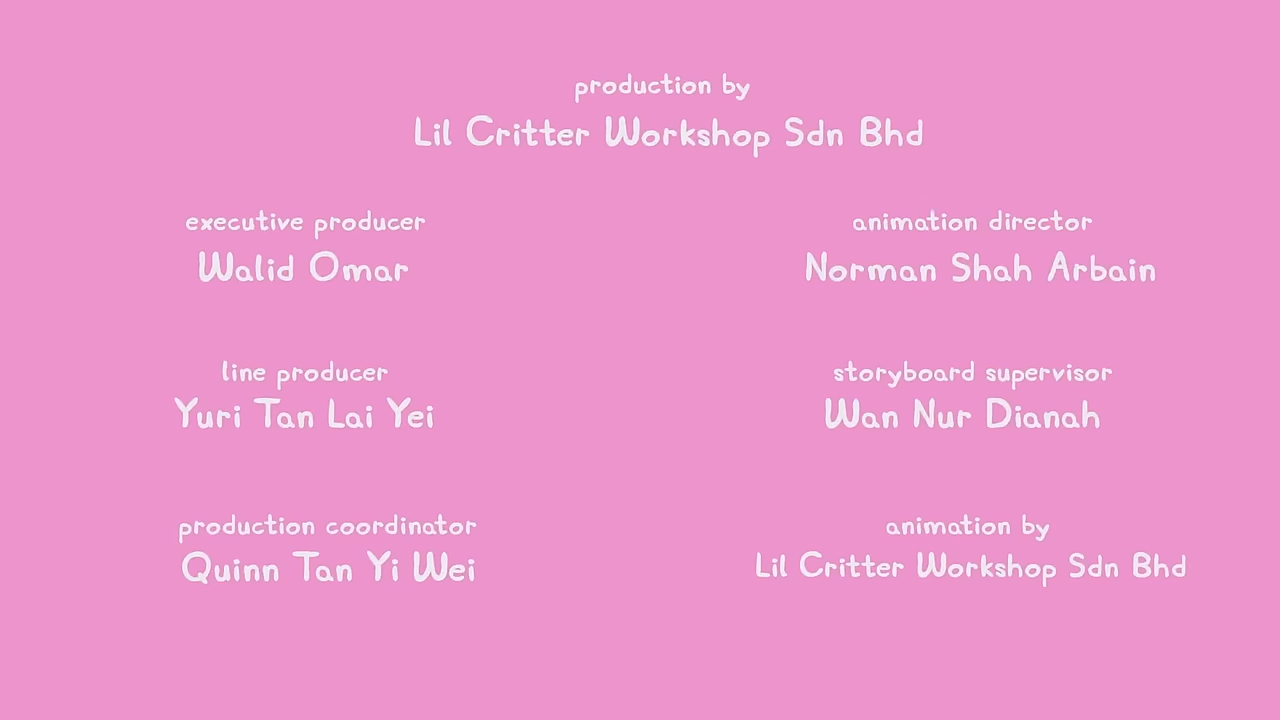 production by
Lil Critter Workshop Sdn Bhd
executive producer
Walid Omar
animation director
Norman Shah Arbain
line producer
Yuri Tan Lai Yei
storyboard supervisor
Wan Nur Dianah
production coordinator
Quinn Tan Yi Wei
animation by
Lil Critter Workshop Sdn Bhd